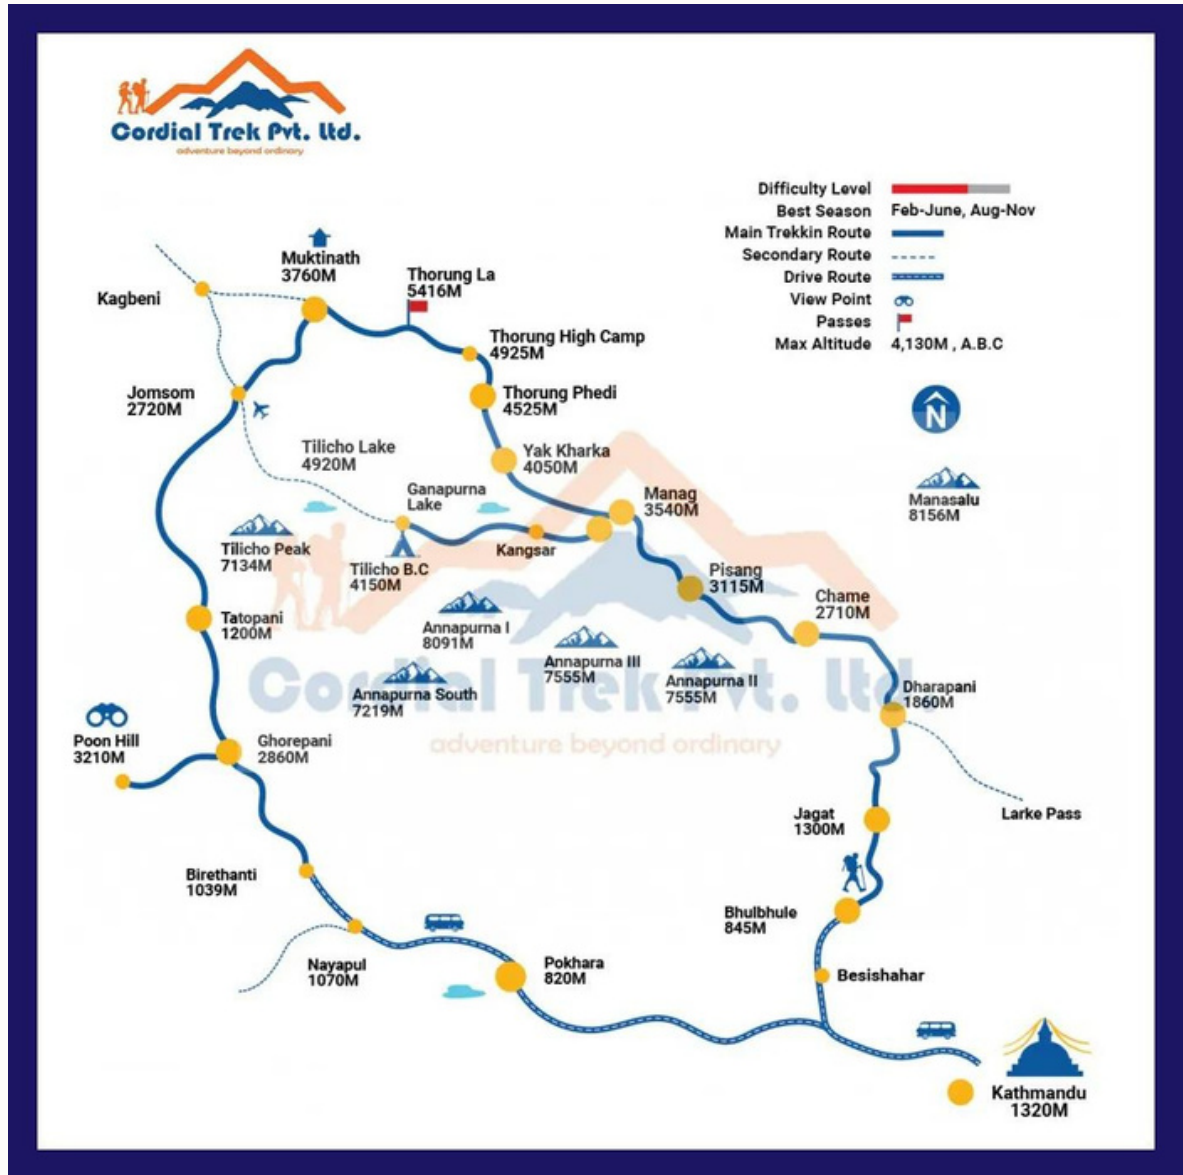 Cordial Trek Pvt. Ltd.
adventure beyond ordinary
Difficulty Level
Best Season Feb-June, Aug-Nov
Main Trekkin Route
Secondary Route
Drive Route
View Point
Passes
Max Altitude 4,130M , A.B.C
N
Muktinath
3760M
Thorung La
5416M
Kagbeni
Thorung High Camp
4925M
Jomsom
2720M
Thorung Phedi
4525M
Tilicho Lake
4920M
Yak Kharka
4050M
Ganapurna
Lake
Manag
3540M
Manasalu
8156M
Tilicho Peak
7134M
Kangsar
Tilicho B.C
4150M
Pisang
3115M
Chame
2710M
Tatopani
1200M
Annapurna I
8091M
Annapurna III
7555M
Annapurna II
7555M
Annapurna South
7219M
Cordial Trek Pvt. Ltd.
adventure beyond ordinary
Dharapani
1860M
Poon Hill
3210M
Ghorepani
2860M
Larke Pass
Jagat
1300M
Birethanti
1039M
Bhulbhule
845M
Nayapul
1070M
Pokhara
820M
Besishahar
Kathmandu
1320M